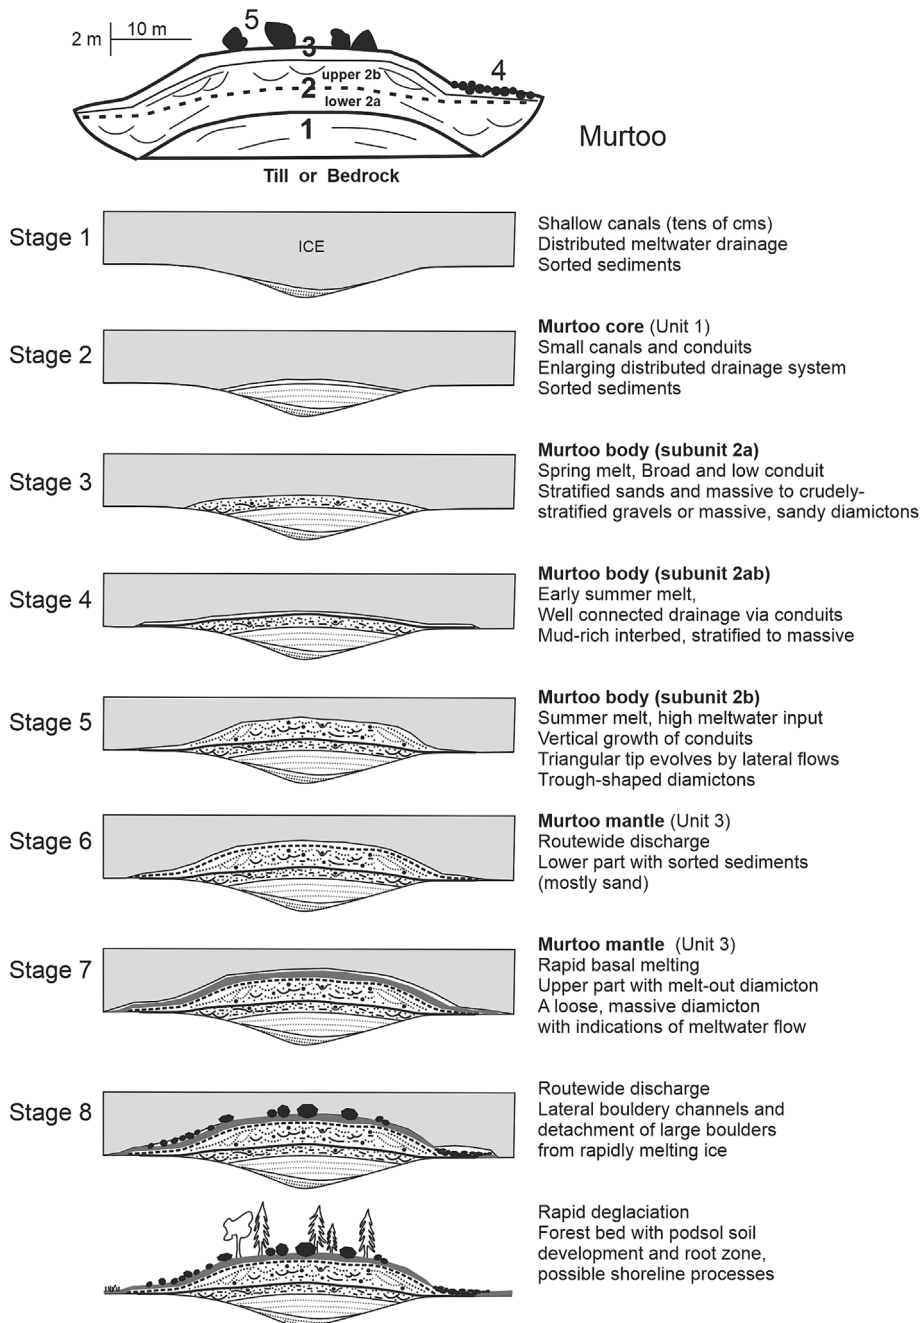 5
10 m
2 m
3
4
upper 2b
2
lower 2a
1
Murtoo
Till or Bedrock
Stage 1
ICE
Shallow canals (tens of cms)
Distributed meltwater drainage
Sorted sediments
Stage 2
Murtoo core (Unit 1)
Small canals and conduits
Enlarging distributed drainage system
Sorted sediments
Stage 3
Murtoo body (subunit 2a)
Spring melt, Broad and low conduit
Stratified sands and massive to crudely-
stratified gravels or massive, sandy diamictons
Stage 4
Murtoo body (subunit 2ab)
Early summer melt,
Well connected drainage via conduits
Mud-rich interbed, stratified to massive
Stage 5
Murtoo body (subunit 2b)
Summer melt, high meltwater input
Vertical growth of conduits
Triangular tip evolves by lateral flows
Trough-shaped diamictons
Stage 6
Murtoo mantle (Unit 3)
Routewide discharge
Lower part with sorted sediments
(mostly sand)
Stage 7
Murtoo mantle (Unit 3)
Rapid basal melting
Upper part with melt-out diamicton
A loose, massive diamicton
with indications of meltwater flow
Stage 8
Routewide discharge
Lateral bouldery channels and
detachment of large boulders
from rapidly melting ice
Rapid deglaciation
Forest bed with podsol soil
development and root zone,
possible shoreline processes